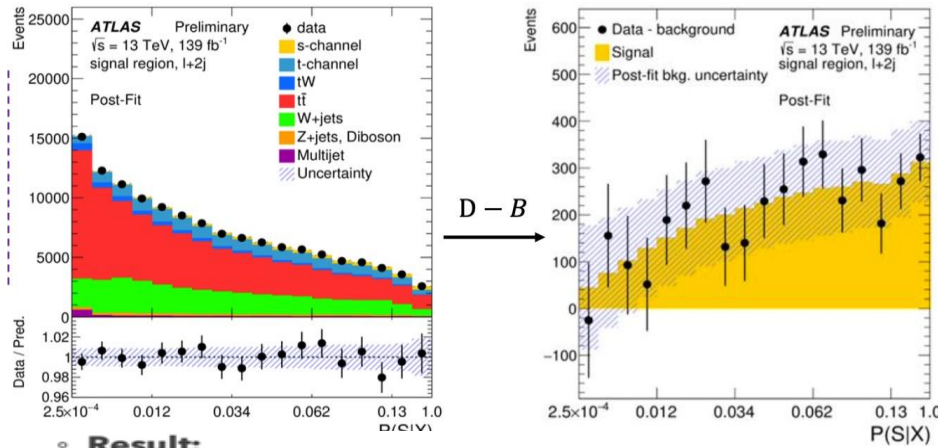 Events
25000
20000
15000
10000
5000
0
ATLAS Preliminary
√s = 13 TeV, 139 fb⁻¹
signal region, l+2j
Post-Fit
data
s-channel
t-channel
tW
tt̄
W+jets
Z+jets, Diboson
Multijet
Uncertainty
Data / Pred.
1.02
1
0.98
0.96
2.5×10⁻⁴ 0.012 0.034 0.062 0.13 1.0
P(S|X)
D − B
Events
600
500
400
300
200
100
0
−100
Data - background
Signal
Post-fit bkg. uncertainty
ATLAS Preliminary
√s = 13 TeV, 139 fb⁻¹
signal region, l+2j
Post-Fit
2.5×10⁻⁴ 0.012 0.034 0.062 0.13 1.0
P(S|X)
◦ Result: